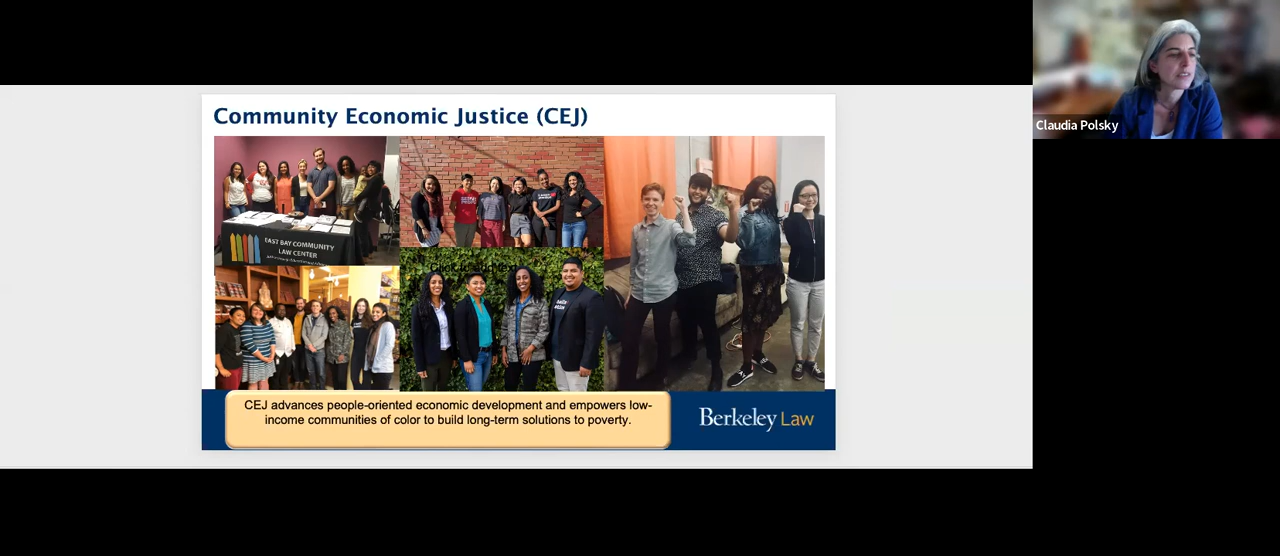 Community Economic Justice (CEJ)
Claudia Polsky
EAST BAY COMMUNITY
LAW CENTER
CEJ advances people-oriented economic development and empowers low-
income communities of color to build long-term solutions to poverty.
Berkeley Law